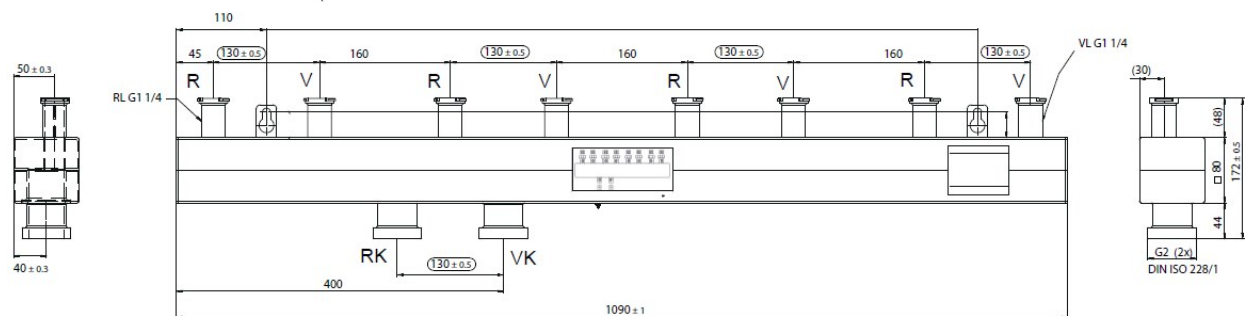 110
45 130 ± 0.5 160 130 ± 0.5 160 130 ± 0.5 160 130 ± 0.5
VL G1 1/4
50 ± 0.3
R V R V R V R V
(30)
RL G1 1/4
(48)
□ 80
172 ± 0.5
44
RK VK
130 ± 0.5
40 ± 0.3
400
G2 (2x)
DIN ISO 228/1
1090 ± 1